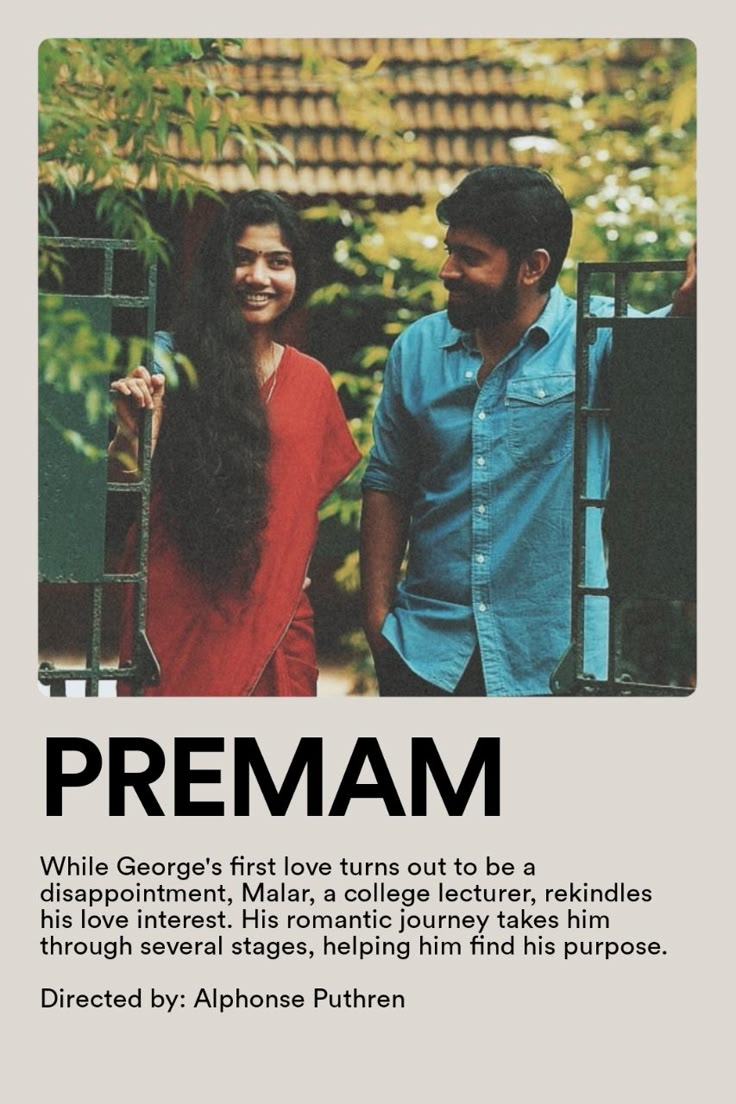 PREMAM
While George's first love turns out to be a
disappointment, Malar, a college lecturer, rekindles
his love interest. His romantic journey takes him
through several stages, helping him find his purpose.
Directed by: Alphonse Puthren